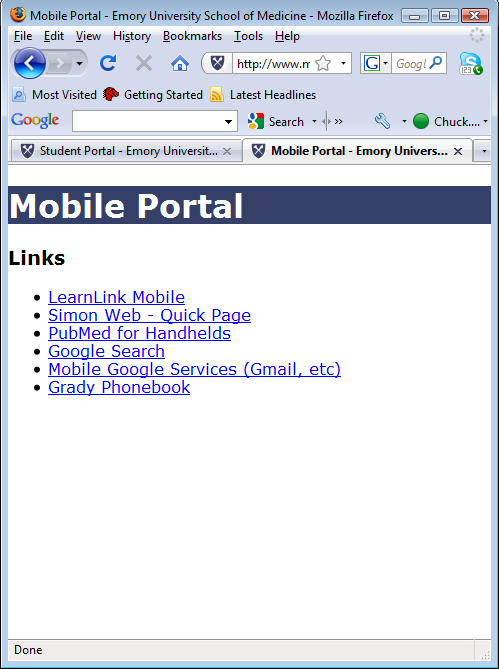 Mobile Portal - Emory University School of Medicine - Mozilla Firefox
File Edit View History Bookmarks Tools Help
http://www.m G Googl
Most Visited Getting Started Latest Headlines
Google Search » Chuck....
Student Portal - Emory Universit... Mobile Portal - Emory Univers...
Mobile Portal
Links
LearnLink Mobile
Simon Web - Quick Page
PubMed for Handhelds
Google Search
Mobile Google Services (Gmail, etc)
Grady Phonebook
Done